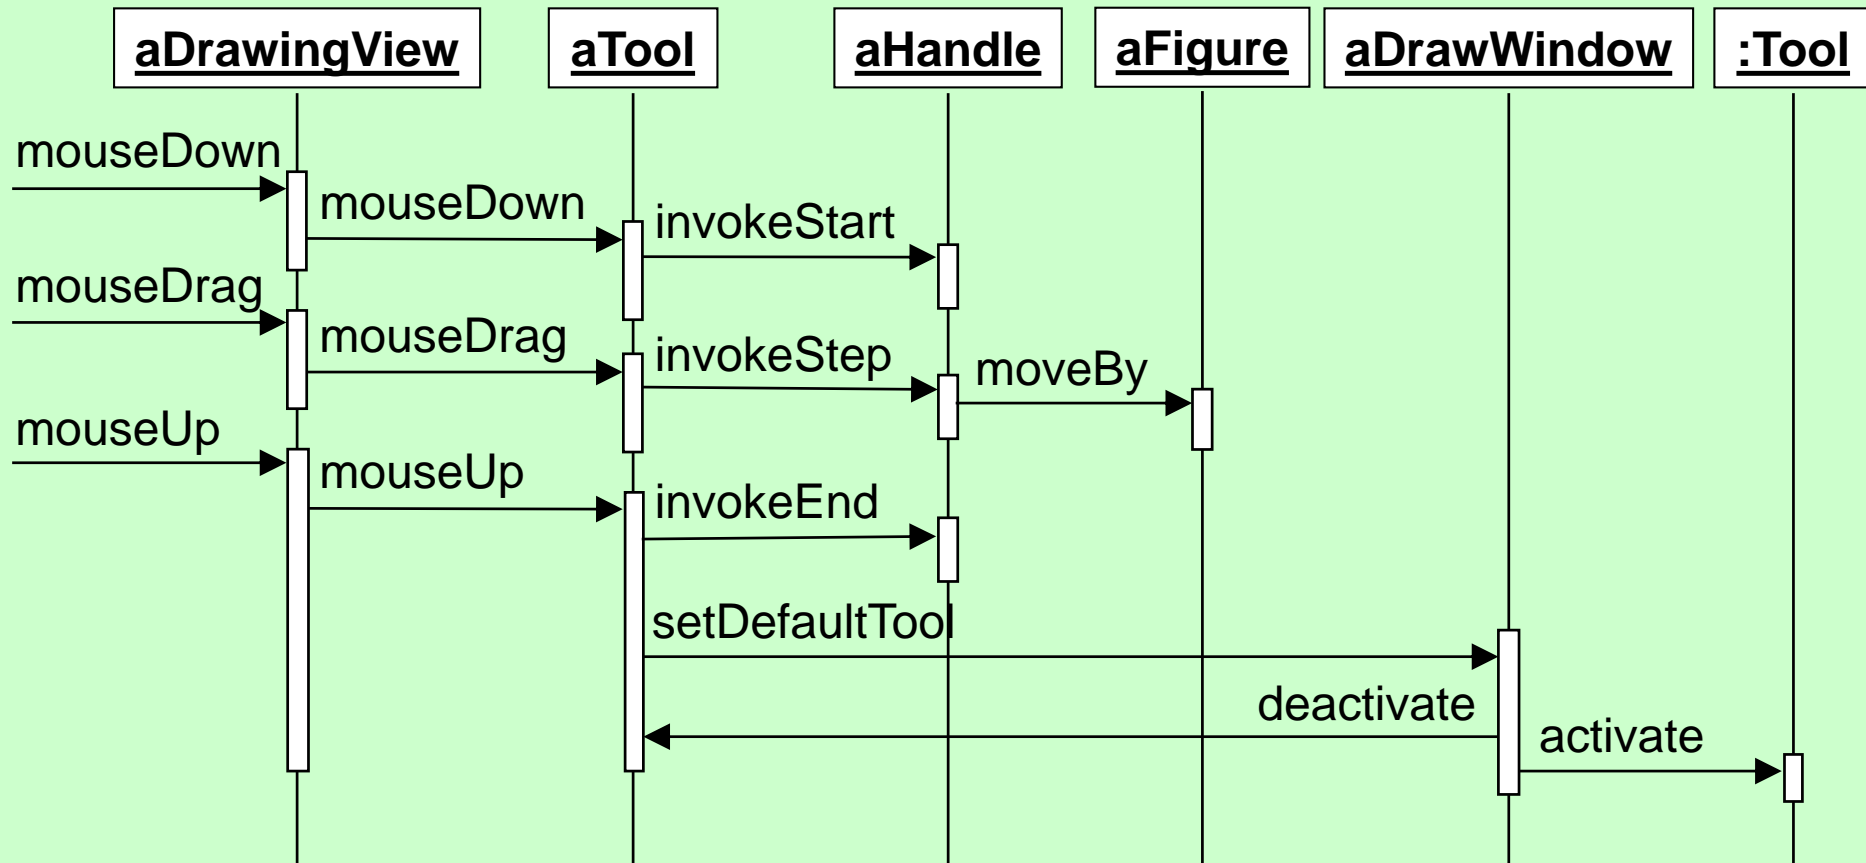 aDrawingView aTool aHandle aFigure aDrawWindow :Tool
mouseDown
mouseDown
invokeStart
mouseDrag
mouseDrag
invokeStep
moveBy
mouseUp
mouseUp
invokeEnd
setDefaultTool
deactivate
activate